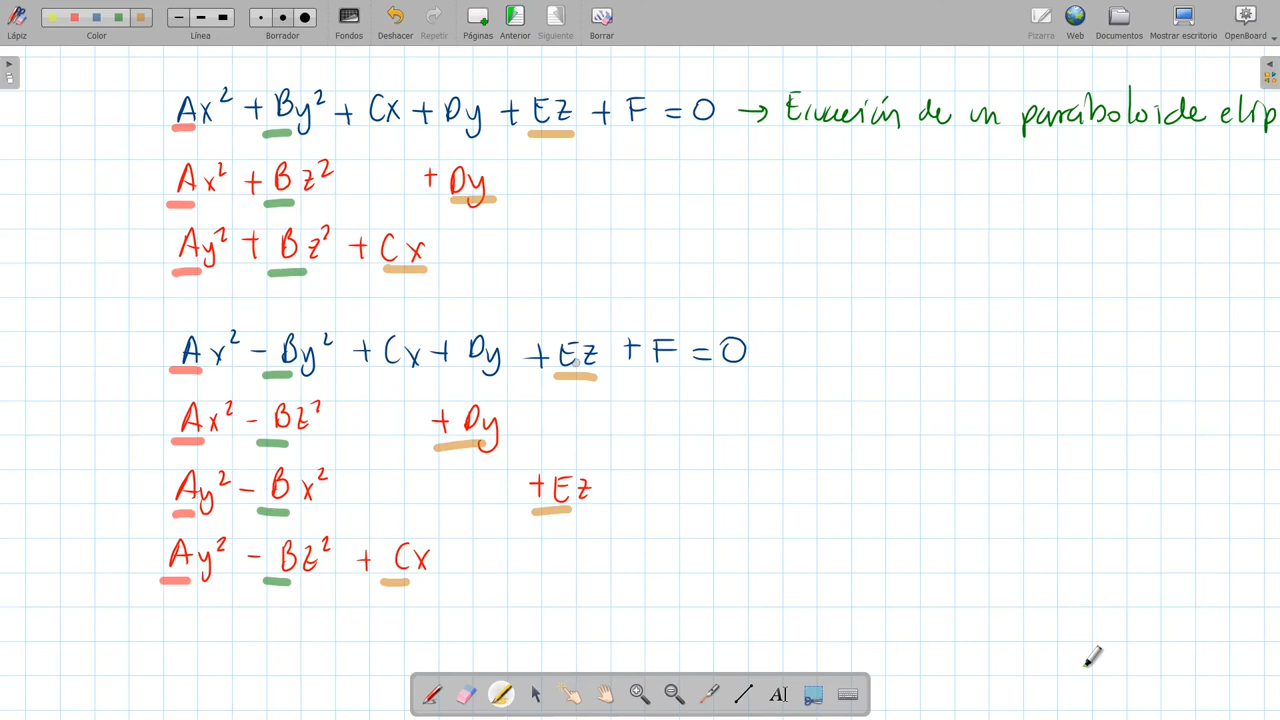 Lápiz Color Línea Borrador Fondos Deshacer Repetir Páginas Anterior Siguiente Borrar Pizarra Web Documentos Mostrar escritorio OpenBoard
Ax² + By² + Cx + Dy + Ez + F = 0 → Ecuación de un paraboloide elip
Ax² + Bz² + Dy
Ay² + Bz² + Cx
Ax² - By² + Cx + Dy + Ez + F = 0
Ax² - Bz² + Dy
Ay² - Bx² + Ez
Ay² - Bz² + Cx